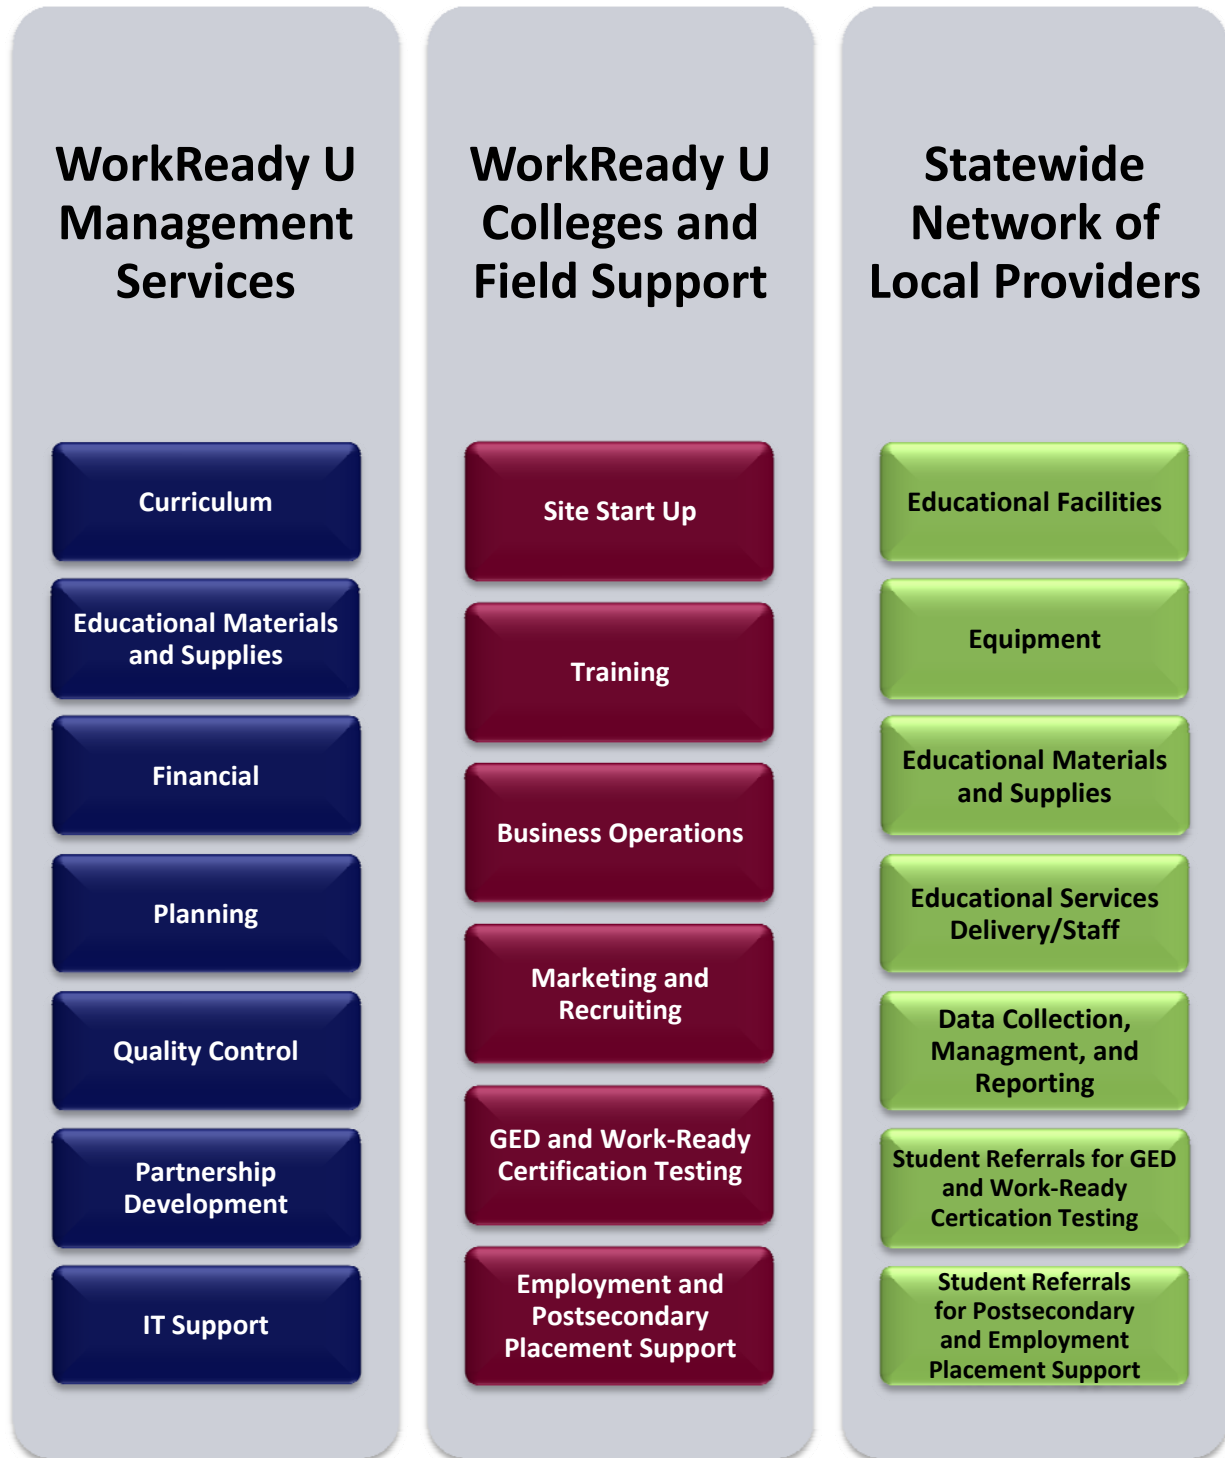 WorkReady U
Management
Services
Curriculum
Educational Materials
and Supplies
Financial
Planning
Quality Control
Partnership
Development
IT Support
WorkReady U
Colleges and
Field Support
Site Start Up
Training
Business Operations
Marketing and
Recruiting
GED and Work-Ready
Certification Testing
Employment and
Postsecondary
Placement Support
Statewide
Network of
Local Providers
Educational Facilities
Equipment
Educational Materials
and Supplies
Educational Services
Delivery/Staff
Data Collection,
Managment, and
Reporting
Student Referrals for GED
and Work-Ready
Certication Testing
Student Referrals
for Postsecondary
and Employment
Placement Support